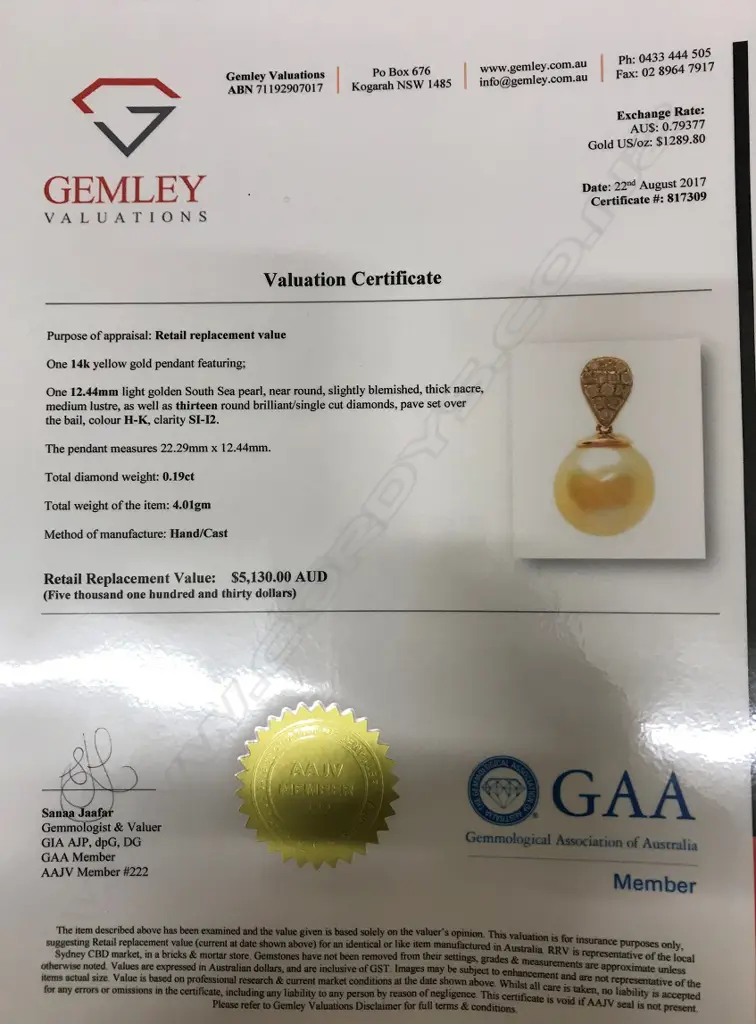 Gemley Valuations
ABN 71192907017
Po Box 676
Kogarah NSW 1485
www.gemley.com.au
info@gemley.com.au
Ph: 0433 444 505
Fax: 02 8964 7917
Exchange Rate:
AU$: 0.79377
Gold US/oz: $1289.80
GEMLEY
VALUATIONS
Date: 22nd August 2017
Certificate #: 817309
Valuation Certificate
Purpose of appraisal: Retail replacement value
One 14k yellow gold pendant featuring;
One 12.44mm light golden South Sea pearl, near round, slightly blemished, thick nacre,
medium lustre, as well as thirteen round brilliant/single cut diamonds, pave set over
the bail, colour H-K, clarity SI-I2.
The pendant measures 22.29mm x 12.44mm.
Total diamond weight: 0.19ct
Total weight of the item: 4.01gm
Method of manufacture: Hand/Cast
Retail Replacement Value: $5,130.00 AUD
(Five thousand one hundred and thirty dollars)
AAJV
MEMBER
Sanaa Jaafar
Gemmologist & Valuer
GIA AJP, dpG, DG
GAA Member
AAJV Member #222
GAA
Gemmological Association of Australia
Member
The item described above has been examined and the value given is based solely on the valuer's opinion. This valuation is for insurance purposes only,
suggesting Retail replacement value (current at date shown above) for an identical or like item manufactured in Australia. RRV is representative of the local
Sydney CBD market, in a bricks & mortar store. Gemstones have not been removed from their settings, grades & measurements are approximate unless
otherwise noted. Values are expressed in Australian dollars, and are inclusive of GST. Images may be subject to enhancement and are not representative of the
items actual size. Value is based on professional research & current market conditions at the date shown above. Whilst all care is taken, no liability is accepted
for any errors or omissions in the certificate, including any liability to any person by reason of negligence. This certificate is void if AAJV seal is not present.
Please refer to Gemley Valuations Disclaimer for full terms & conditions.
www.cordys.co.nz